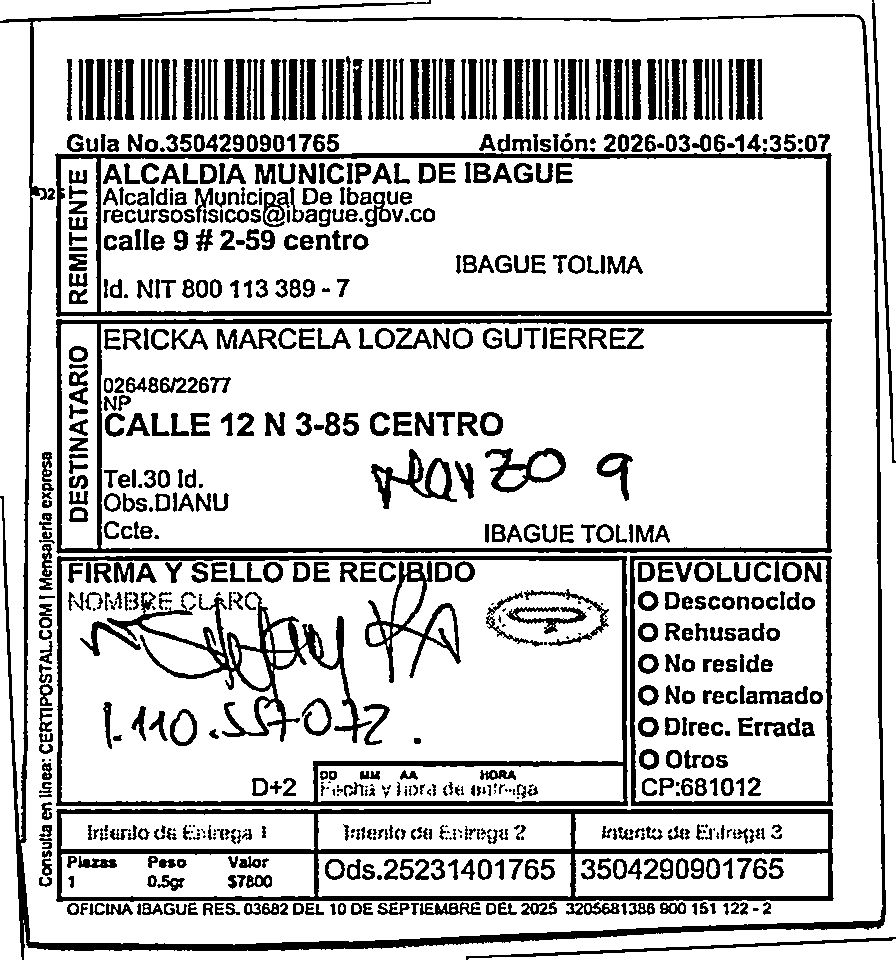 Guia No.3504290901765 Admisión: 2026-03-06-14:35:07
REMITENTE
ALCALDIA MUNICIPAL DE IBAGUE
Alcaldia Municipal De Ibague
recursosfisicos@ibague.gov.co
calle 9 # 2-59 centro
IBAGUE TOLIMA
Id. NIT 800 113 389 - 7
DESTINATARIO
ERICKA MARCELA LOZANO GUTIERREZ
026486/22677
NP
CALLE 12 N 3-85 CENTRO
Marzo 9
Tel.30 Id.
Obs.DIANU
Ccte.
IBAGUE TOLIMA
Consulta en linea: CERTIPOSTAL.COM | Mensajeria expresa
FIRMA Y SELLO DE RECIBIDO
NOMBRE CLARO
1.110.557072.
D+2
DD MM AA HORA
Fecha y hora de entrega
DEVOLUCION
Desconocido
Rehusado
No reside
No reclamado
Direc. Errada
Otros
CP:681012
Intento de Entrega 1 Intento de Entrega 2 Intento de Entrega 3
Piezas Peso Valor
1 0.5gr $7800
Ods.25231401765 3504290901765
OFICINA IBAGUE RES. 03682 DEL 10 DE SEPTIEMBRE DEL 2025 3205681386 900 151 122 - 2